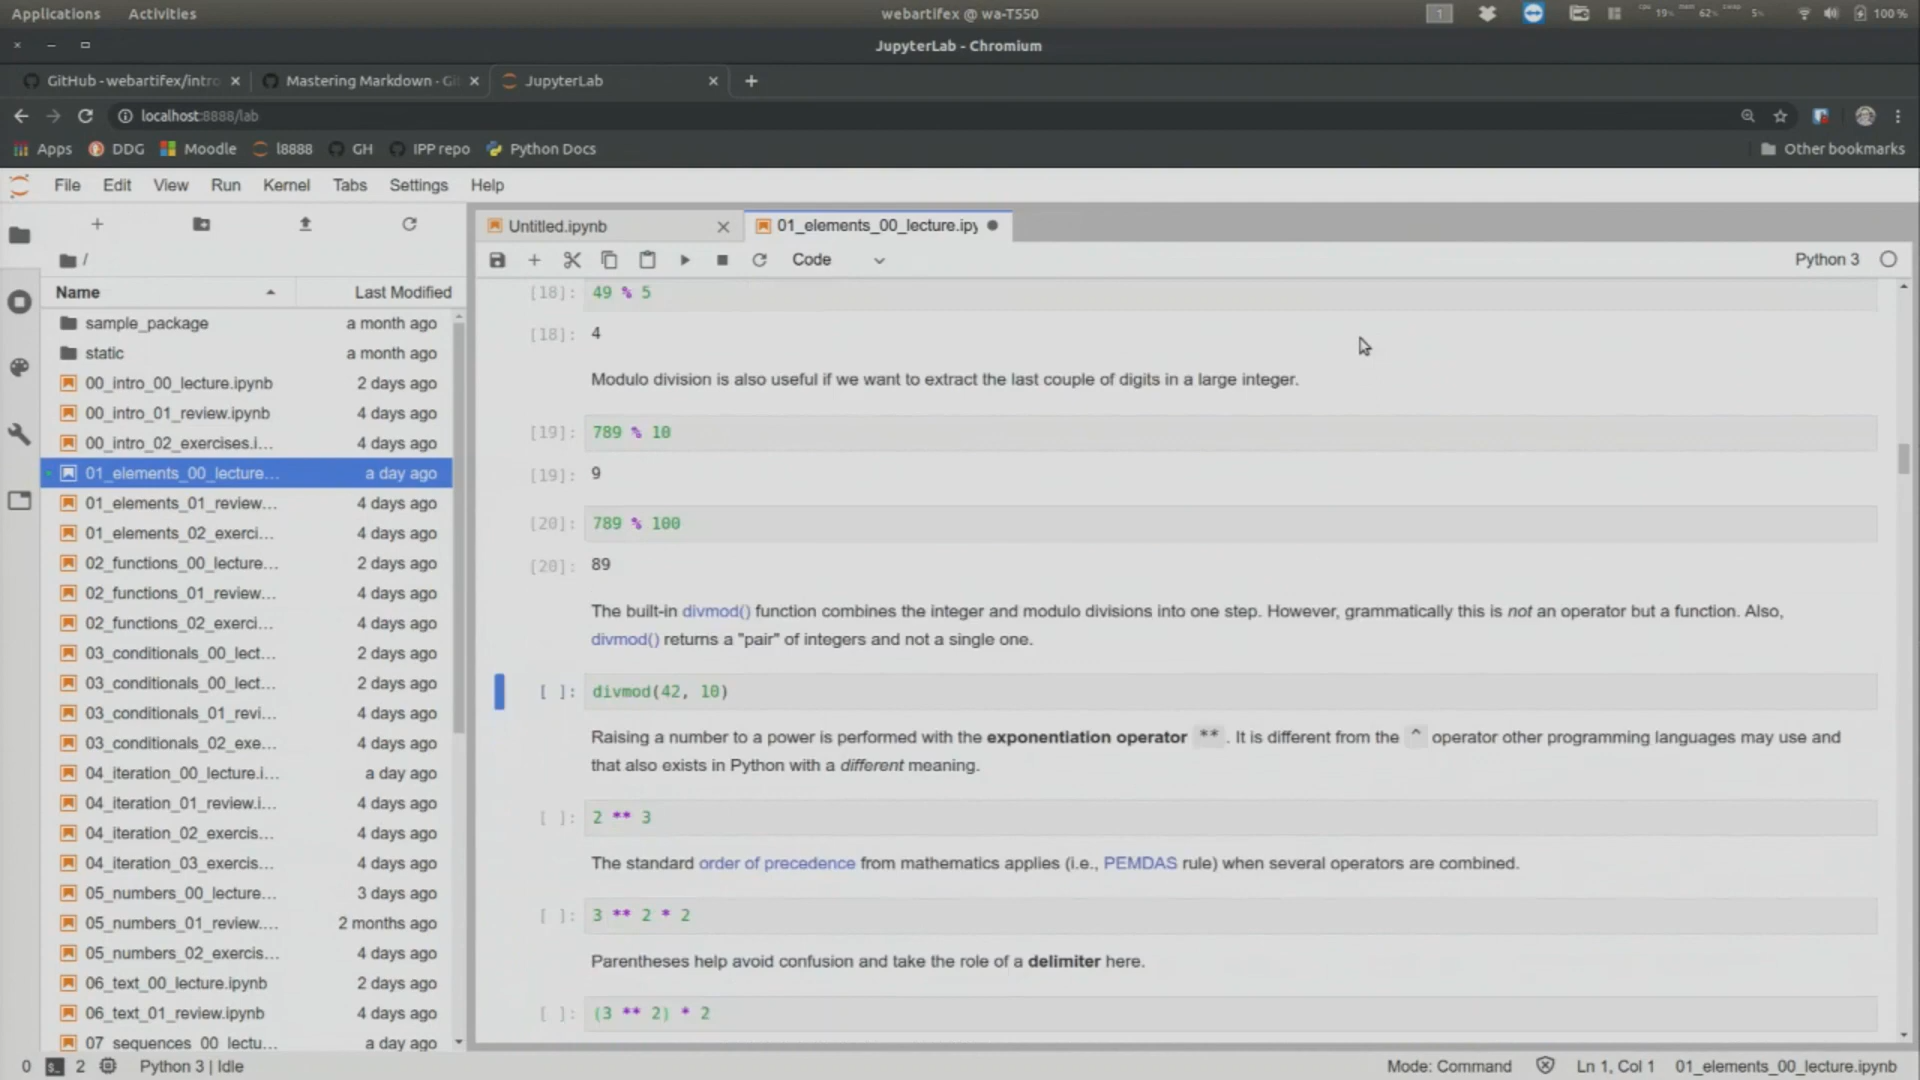 Applications Activities webartifex @ wa-T550 1 cpu 19% mem 62% swap 5% 100 %
JupyterLab - Chromium
GitHub - webartifex/intro Mastering Markdown - Gi JupyterLab
localhost:8888/lab
Apps DDG Moodle l8888 GH IPP repo Python Docs Other bookmarks
File Edit View Run Kernel Tabs Settings Help
Untitled.ipynb 01_elements_00_lecture.ipy
/
Code Python 3
Name Last Modified
sample_package a month ago
static a month ago
00_intro_00_lecture.ipynb 2 days ago
00_intro_01_review.ipynb 4 days ago
00_intro_02_exercises.i... 4 days ago
01_elements_00_lecture... a day ago
01_elements_01_review... 4 days ago
01_elements_02_exerci... 4 days ago
02_functions_00_lecture... 2 days ago
02_functions_01_review... 4 days ago
02_functions_02_exerci... 4 days ago
03_conditionals_00_lect... 2 days ago
03_conditionals_00_lect... 2 days ago
03_conditionals_01_revi... 4 days ago
03_conditionals_02_exe... 4 days ago
04_iteration_00_lecture.i... a day ago
04_iteration_01_review.i... 4 days ago
04_iteration_02_exercis... 4 days ago
04_iteration_03_exercis... 4 days ago
05_numbers_00_lecture... 3 days ago
05_numbers_01_review.... 2 months ago
05_numbers_02_exercis... 4 days ago
06_text_00_lecture.ipynb 2 days ago
06_text_01_review.ipynb 4 days ago
07_sequences_00_lectu... a day ago
[18]: 49 % 5
[18]: 4
Modulo division is also useful if we want to extract the last couple of digits in a large integer.
[19]: 789 % 10
[19]: 9
[20]: 789 % 100
[20]: 89
The built-in divmod() function combines the integer and modulo divisions into one step. However, grammatically this is not an operator but a function. Also,
divmod() returns a "pair" of integers and not a single one.
[ ]: divmod(42, 10)
Raising a number to a power is performed with the exponentiation operator ** . It is different from the ^ operator other programming languages may use and
that also exists in Python with a different meaning.
[ ]: 2 ** 3
The standard order of precedence from mathematics applies (i.e., PEMDAS rule) when several operators are combined.
[ ]: 3 ** 2 * 2
Parentheses help avoid confusion and take the role of a delimiter here.
[ ]: (3 ** 2) * 2
0 2 Python 3 | Idle Mode: Command Ln 1, Col 1 01_elements_00_lecture.ipynb